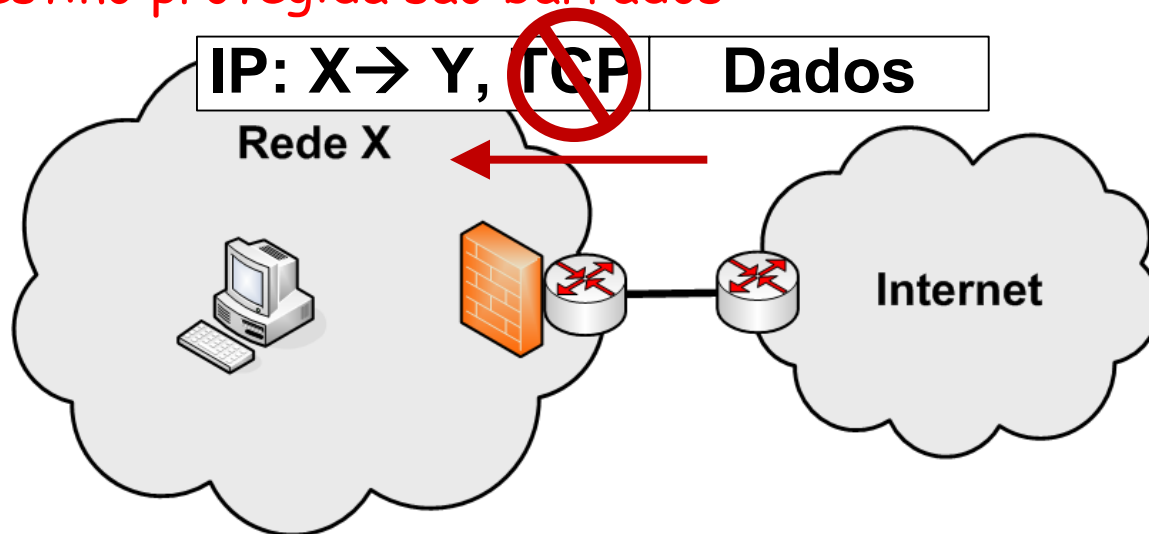 protegida são barrados
IP: X→ Y, TCP Dados
Rede X
Internet